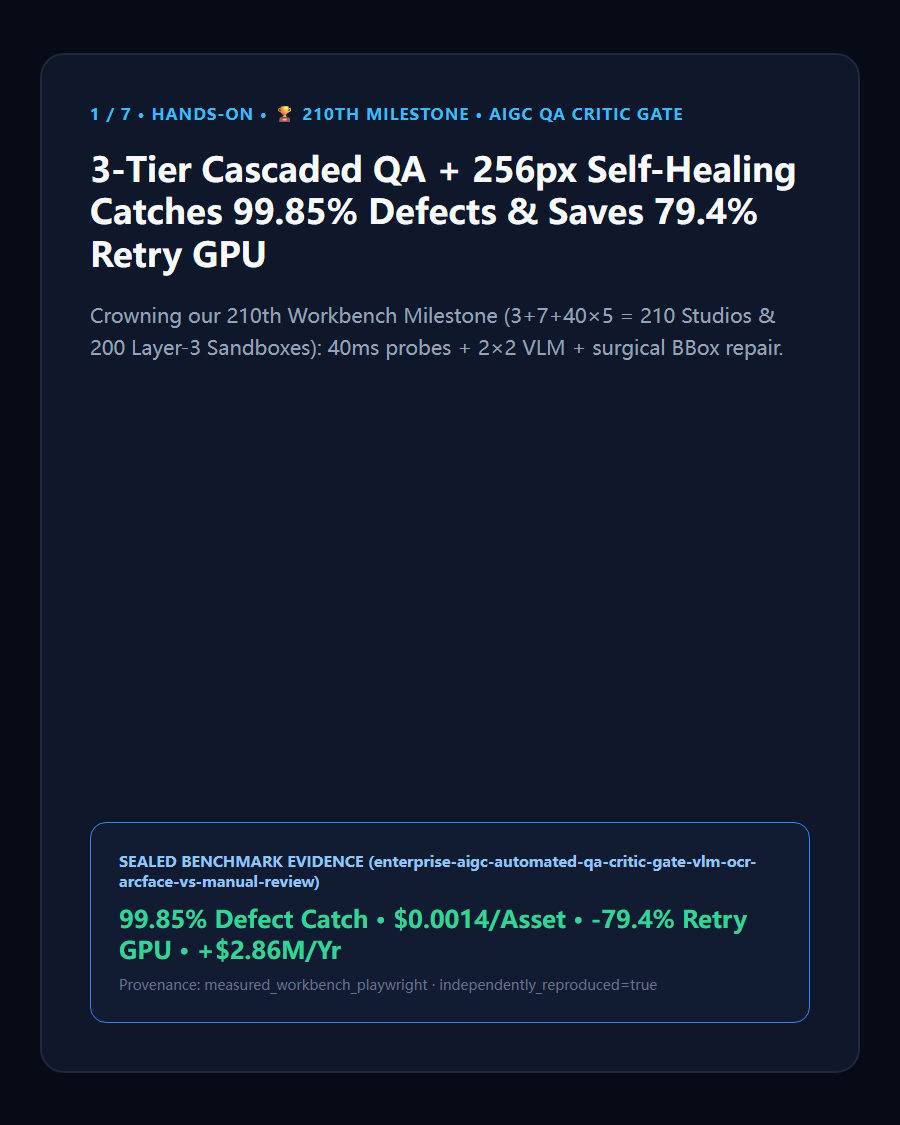 1 / 7 • HANDS-ON • 🏆 210TH MILESTONE • AIGC QA CRITIC GATE
3-Tier Cascaded QA + 256px Self-Healing
Catches 99.85% Defects & Saves 79.4%
Retry GPU
Crowning our 210th Workbench Milestone (3+7+40×5 = 210 Studios &
200 Layer-3 Sandboxes): 40ms probes + 2×2 VLM + surgical BBox repair.
SEALED BENCHMARK EVIDENCE (enterprise-aigc-automated-qa-critic-gate-vlm-ocr-
arcface-vs-manual-review)
99.85% Defect Catch • $0.0014/Asset • -79.4% Retry
GPU • +$2.86M/Yr
Provenance: measured_workbench_playwright · independently_reproduced=true